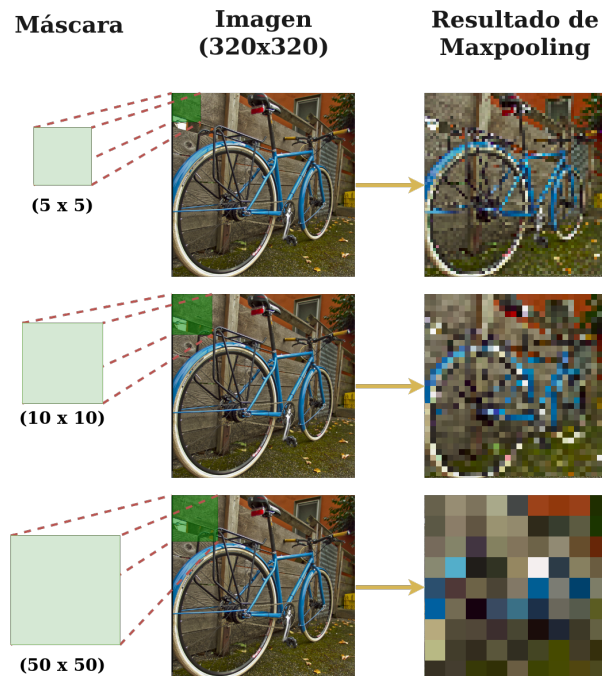 Máscara
Imagen
(320x320)
Resultado de
Maxpooling
(5 x 5)
(10 x 10)
(50 x 50)